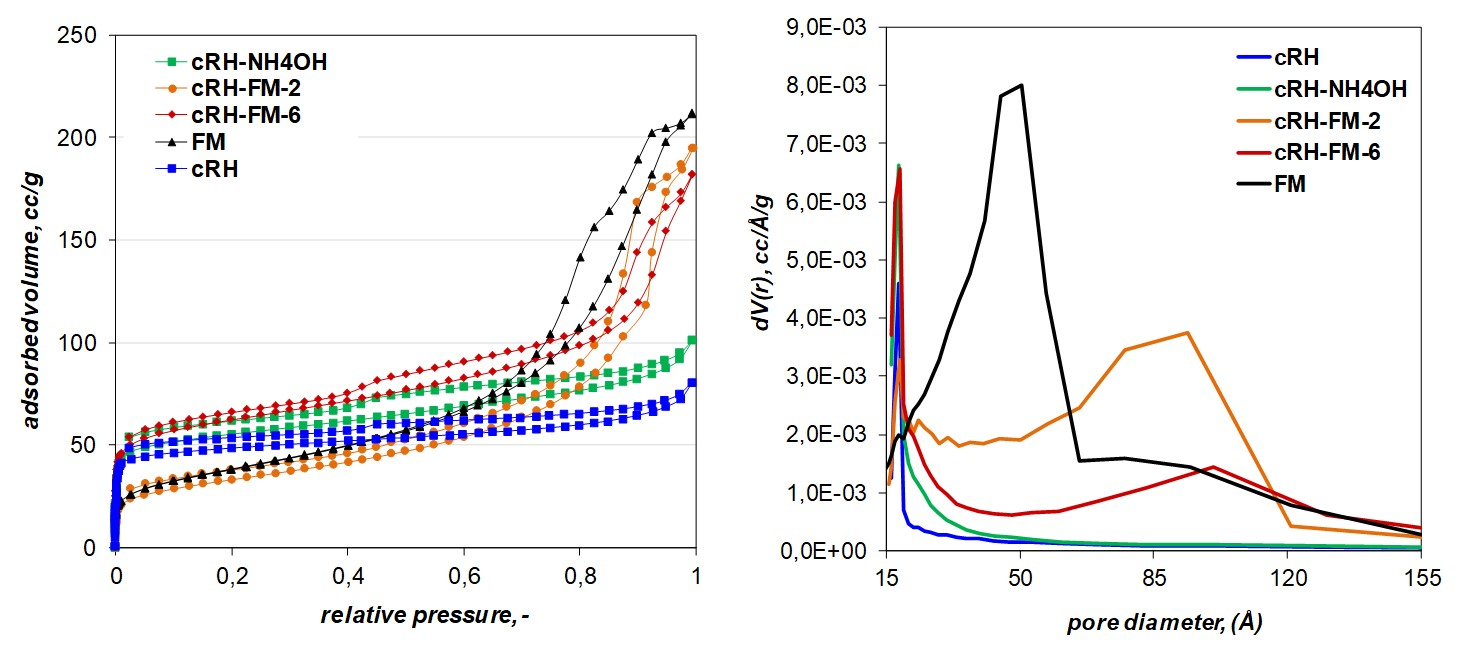 250
200
150
100
50
0
0
0,2
0,4
0,6
0,8
1
adsorbedvolume, cc/g
relative pressure, -
cRH-NH4OH
cRH-FM-2
cRH-FM-6
FM
cRH
9,0E-03
8,0E-03
7,0E-03
6,0E-03
5,0E-03
4,0E-03
3,0E-03
2,0E-03
1,0E-03
0,0E+00
15
50
85
120
155
dV(r), cc/Å/g
pore diameter, (Å)
cRH
cRH-NH4OH
cRH-FM-2
cRH-FM-6
FM